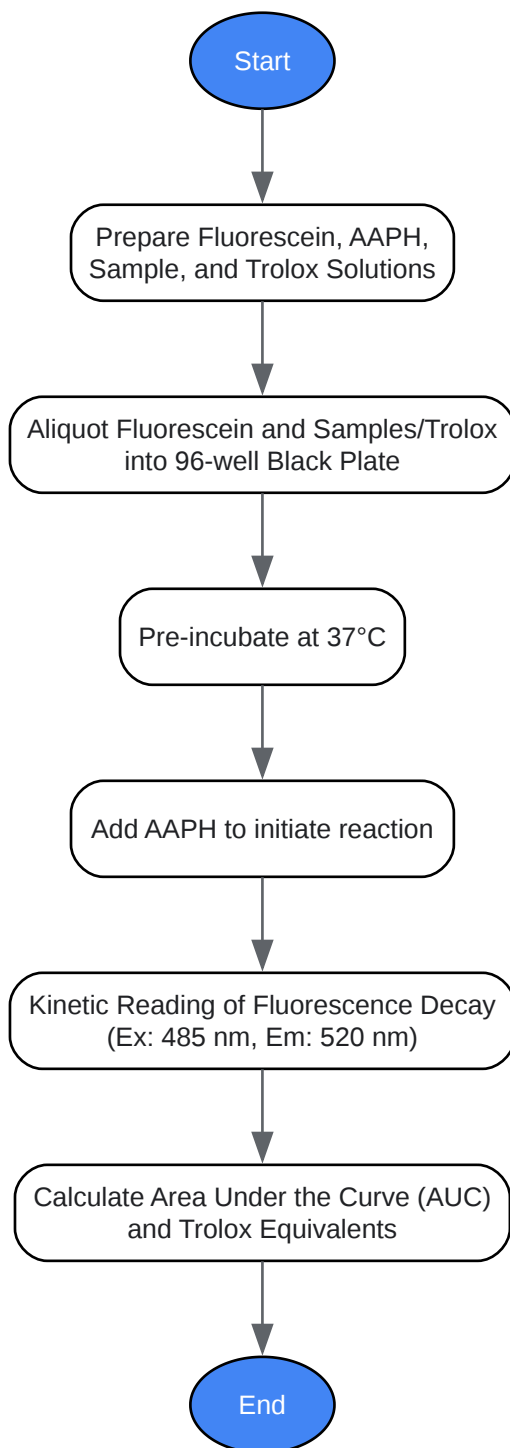 Start
Prepare Fluorescein, AAPH,
Sample, and Trolox Solutions
Aliquot Fluorescein and Samples/Trolox
into 96-well Black Plate
Pre-incubate at 37°C
Add AAPH to initiate reaction
Kinetic Reading of Fluorescence Decay
(Ex: 485 nm, Em: 520 nm)
Calculate Area Under the Curve (AUC)
and Trolox Equivalents
End